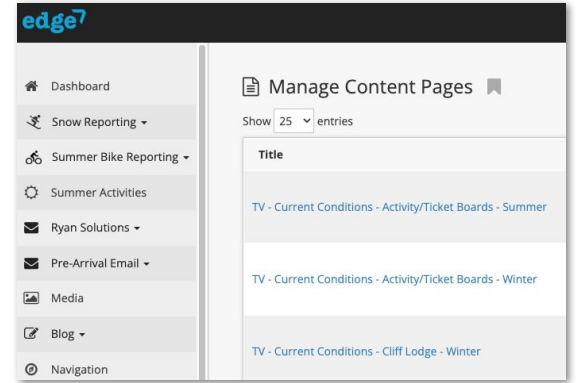 edge7
Dashboard
Snow Reporting
Summer Bike Reporting
Summer Activities
Ryan Solutions
Pre-Arrival Email
Media
Blog
Navigation
Manage Content Pages
Show 25 entries
Title
TV - Current Conditions - Activity/Ticket Boards - Summer
TV - Current Conditions - Activity/Ticket Boards - Winter
TV - Current Conditions - Cliff Lodge - Winter